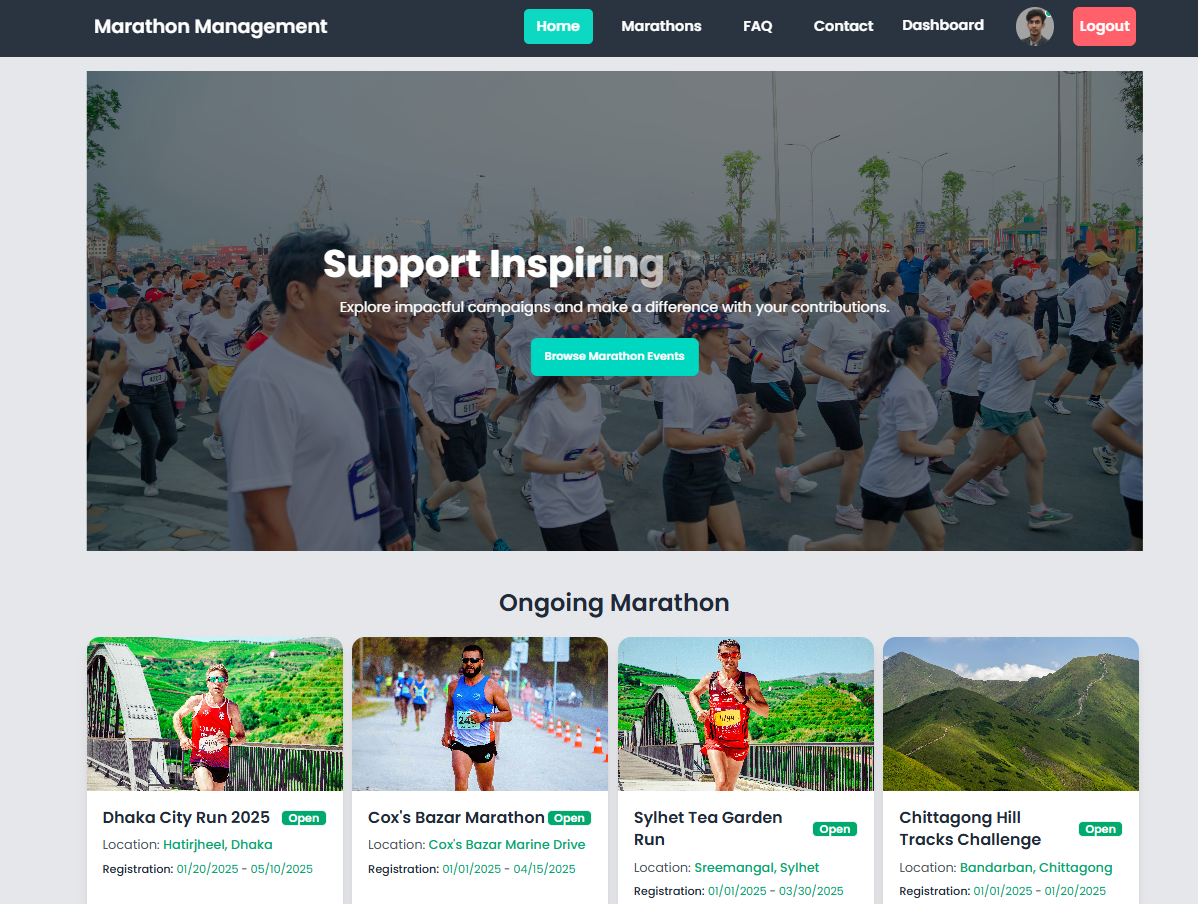 Marathon Management
Home
Marathons
FAQ
Contact
Dashboard
Logout
Support Inspiring
Explore impactful campaigns and make a difference with your contributions.
Browse Marathon Events
Ongoing Marathon
Dhaka City Run 2025
Open
Location: Hatirjheel, Dhaka
Registration: 01/20/2025 - 05/10/2025
Cox's Bazar Marathon
Open
Location: Cox's Bazar Marine Drive
Registration: 01/01/2025 - 04/15/2025
Sylhet Tea Garden
Run
Open
Location: Sreemangal, Sylhet
Registration: 01/01/2025 - 03/30/2025
Chittagong Hill
Tracks Challenge
Open
Location: Bandarban, Chittagong
Registration: 01/01/2025 - 01/20/2025